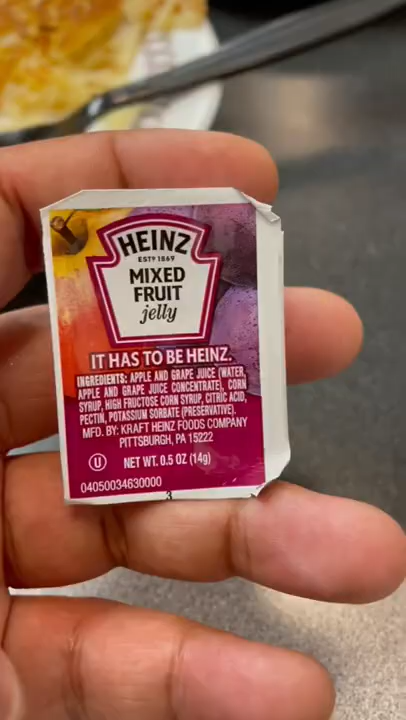 HEINZ
ESTD 1869
MIXED
FRUIT
jelly
IT HAS TO BE HEINZ.
INGREDIENTS: APPLE AND GRAPE JUICE (WATER,
APPLE AND GRAPE JUICE CONCENTRATE), CORN
SYRUP, HIGH FRUCTOSE CORN SYRUP, CITRIC ACID,
PECTIN, POTASSIUM SORBATE (PRESERVATIVE).
MFD. BY: KRAFT HEINZ FOODS COMPANY
PITTSBURGH, PA 15222
U NET WT. 0.5 OZ (14g)
04050034630000
3